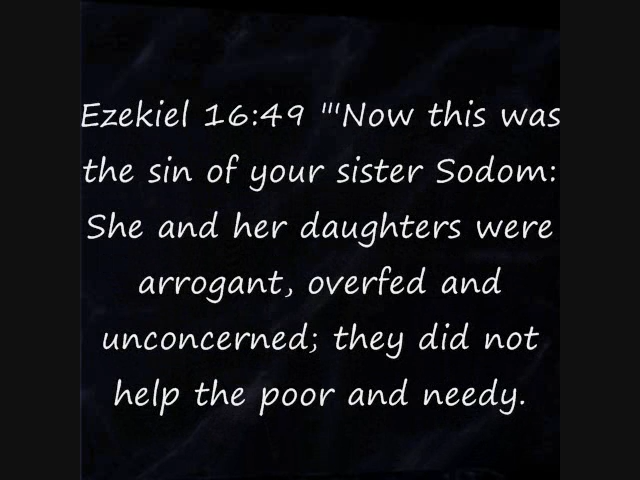 Ezekiel 16:49 "'Now this was
the sin of your sister Sodom:
She and her daughters were
arrogant, overfed and
unconcerned; they did not
help the poor and needy.